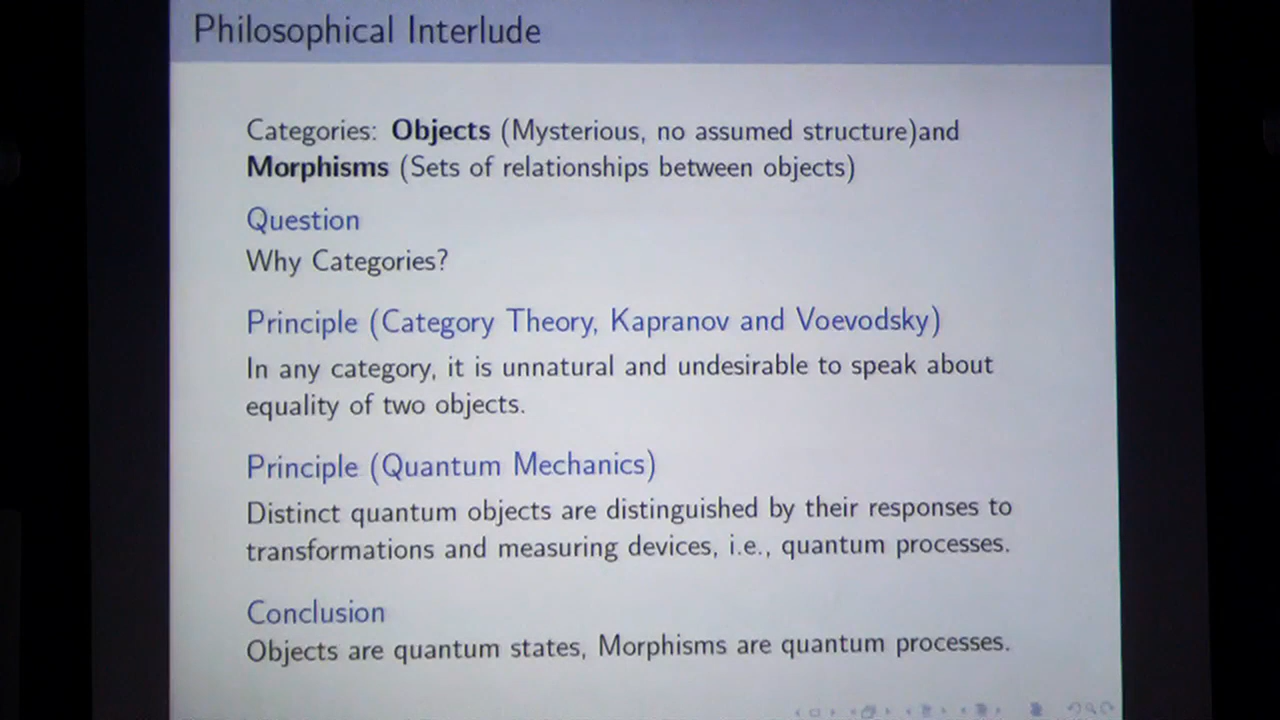 Philosophical Interlude
Categories: Objects (Mysterious, no assumed structure)and
Morphisms (Sets of relationships between objects)
Question
Why Categories?
Principle (Category Theory, Kapranov and Voevodsky)
In any category, it is unnatural and undesirable to speak about
equality of two objects.
Principle (Quantum Mechanics)
Distinct quantum objects are distinguished by their responses to
transformations and measuring devices, i.e., quantum processes.
Conclusion
Objects are quantum states, Morphisms are quantum processes.